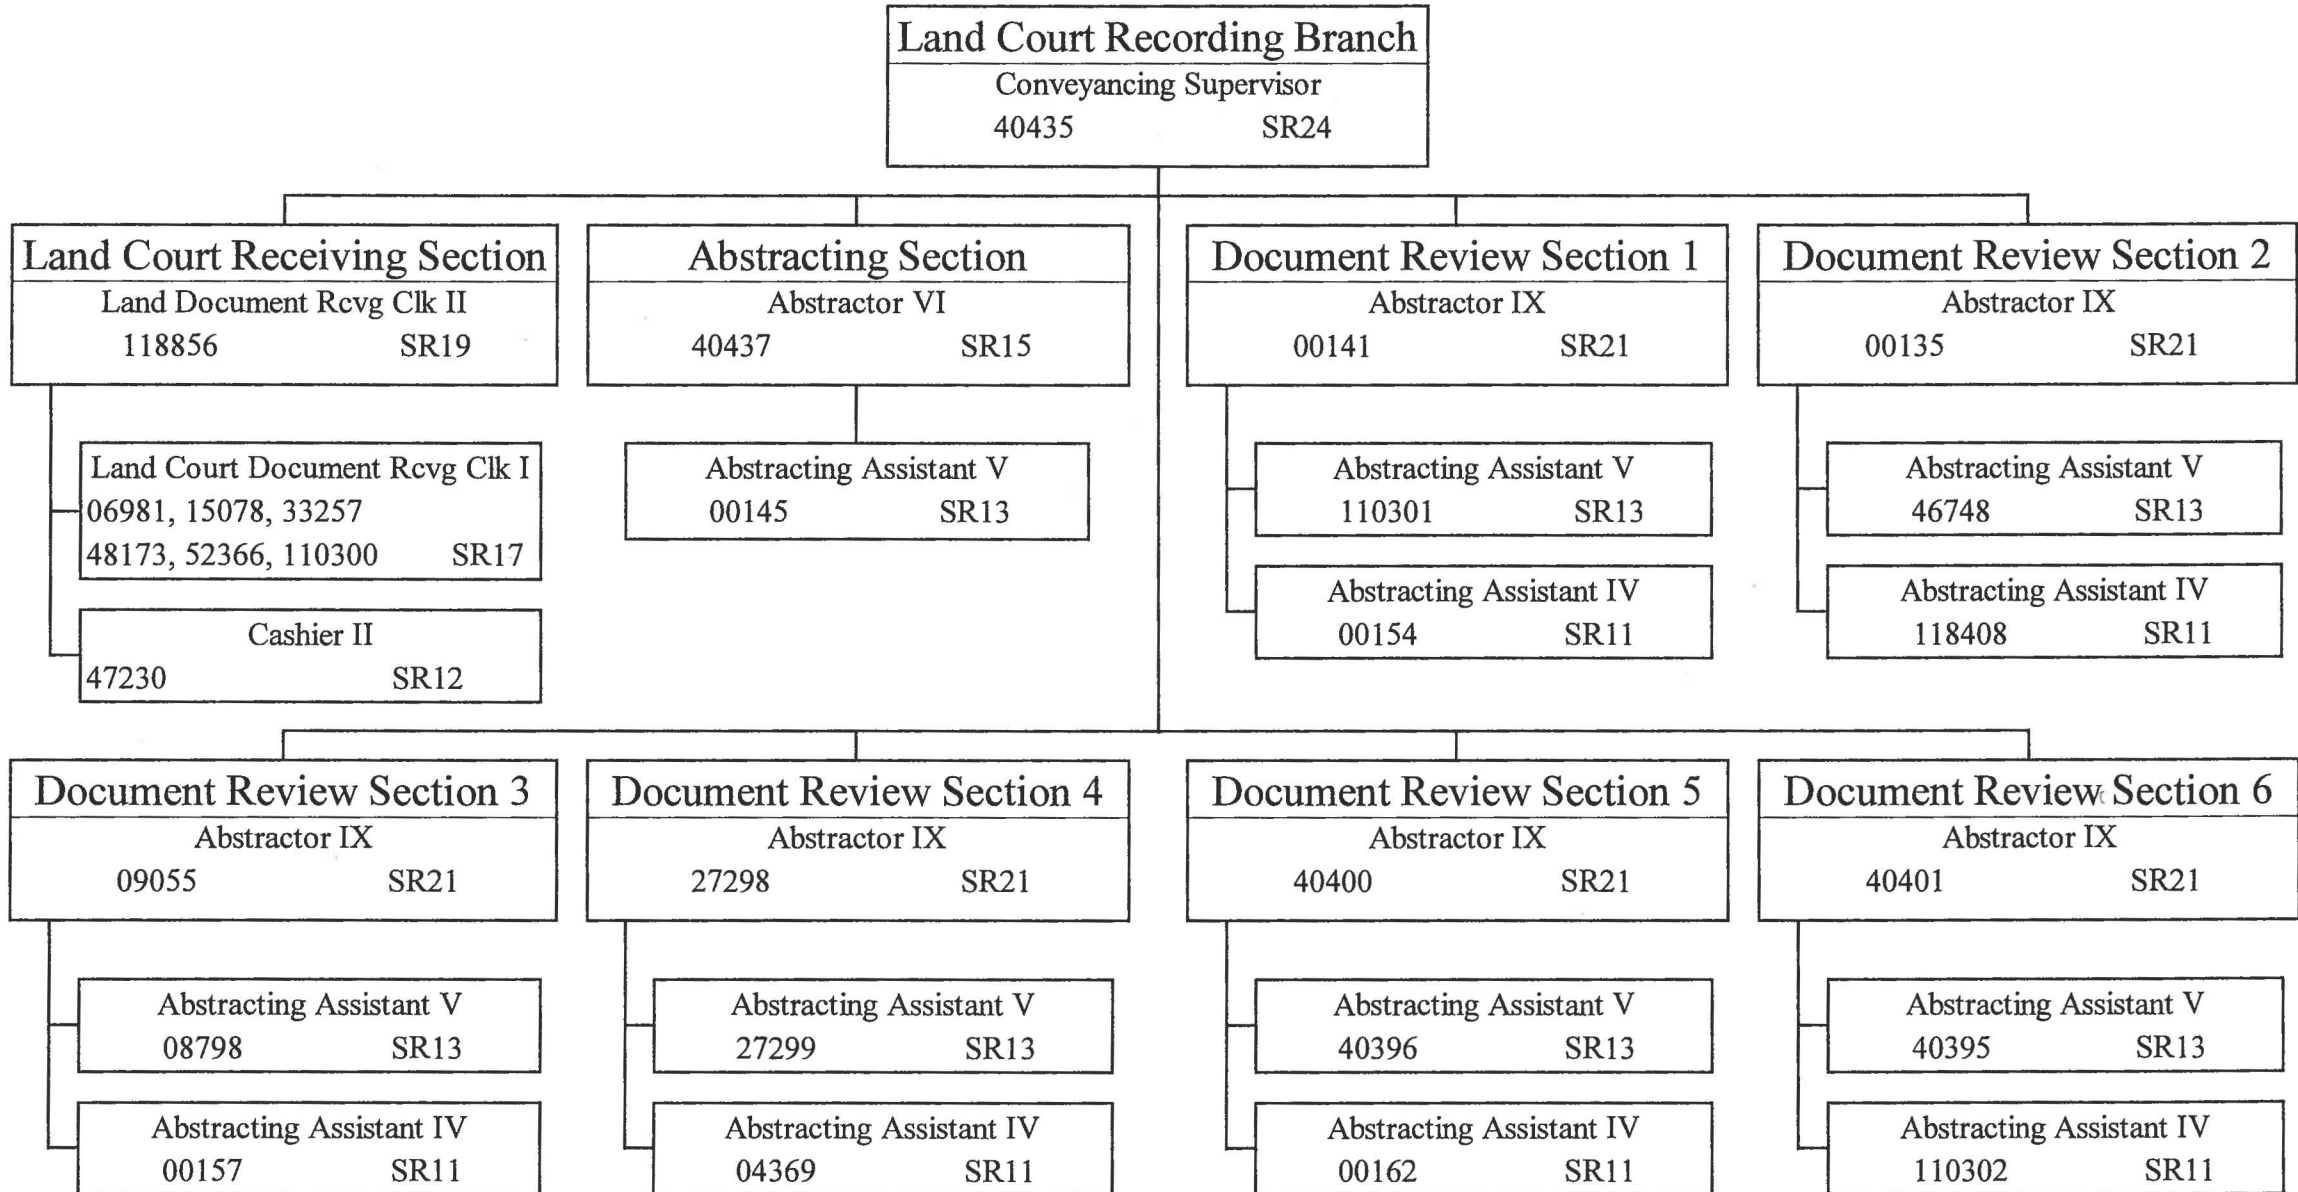 Land Court Recording Branch
Conveyancing Supervisor
40435 SR24
Land Court Receiving Section
Land Document Rcvg Clk II
118856 SR19
Land Court Document Rcvg Clk I
06981, 15078, 33257
48173, 52366, 110300 SR17
Cashier II
47230 SR12
Abstracting Section
Abstractor VI
40437 SR15
Abstracting Assistant V
00145 SR13
Document Review Section 1
Abstractor IX
00141 SR21
Abstracting Assistant V
110301 SR13
Abstracting Assistant IV
00154 SR11
Document Review Section 2
Abstractor IX
00135 SR21
Abstracting Assistant V
46748 SR13
Abstracting Assistant IV
118408 SR11
Document Review Section 3
Abstractor IX
09055 SR21
Abstracting Assistant V
08798 SR13
Abstracting Assistant IV
00157 SR11
Document Review Section 4
Abstractor IX
27298 SR21
Abstracting Assistant V
27299 SR13
Abstracting Assistant IV
04369 SR11
Document Review Section 5
Abstractor IX
40400 SR21
Abstracting Assistant V
40396 SR13
Abstracting Assistant IV
00162 SR11
Document Review Section 6
Abstractor IX
40401 SR21
Abstracting Assistant V
40395 SR13
Abstracting Assistant IV
110302 SR11